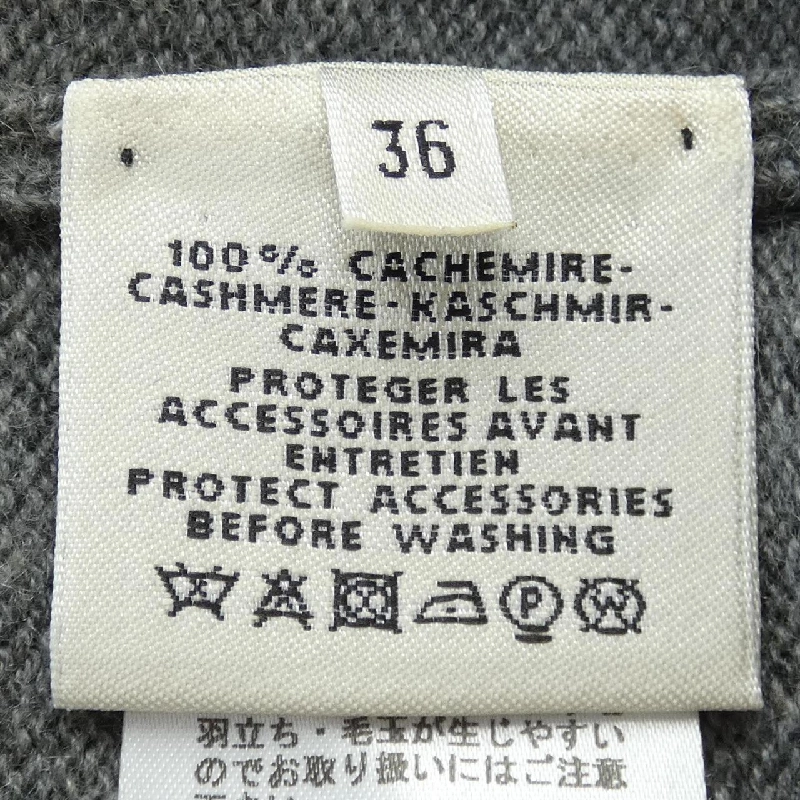 36
100% CACHEMIRE-
CASHMERE-KASCHMIR-
CAXEMIRA
PROTEGER LES
ACCESSOIRES AVANT
ENTRETIEN
PROTECT ACCESSORIES
BEFORE WASHING
P W
羽立ち・毛玉が生じやすい
のでお取り扱いにはご注意